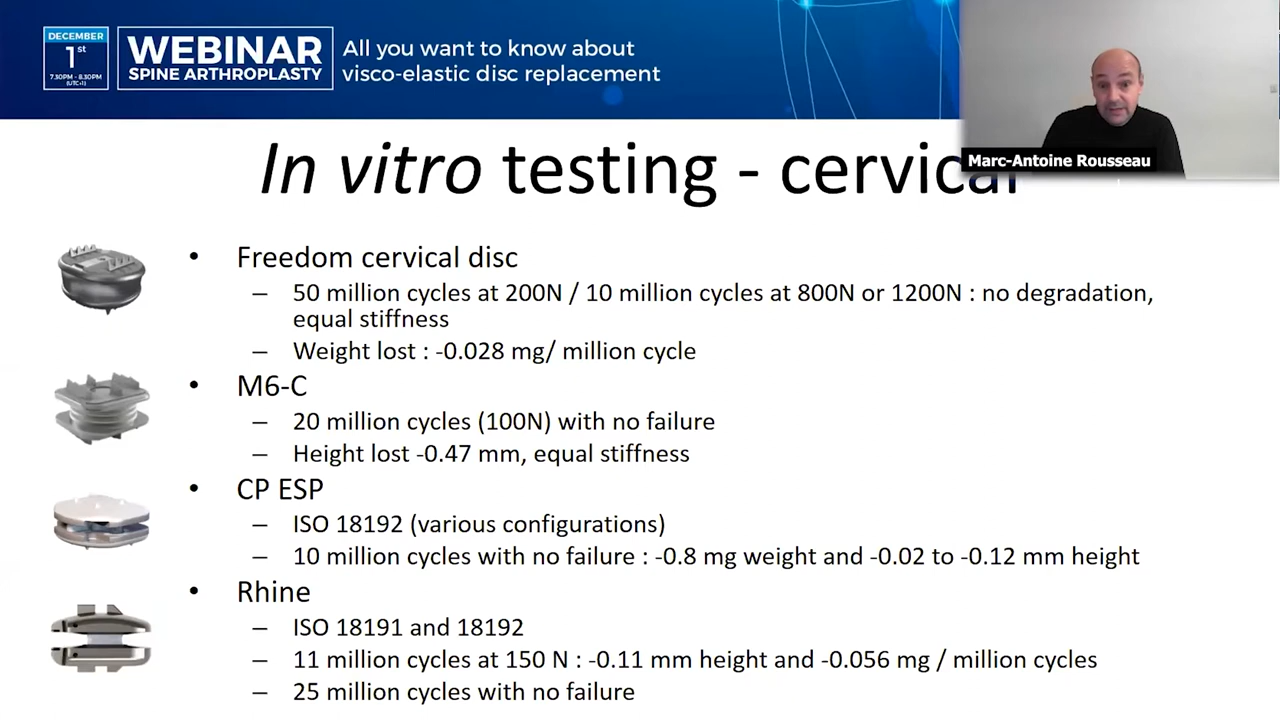 DECEMBER
1st
7.30PM - 8.30PM
(UTC+1)
WEBINAR
SPINE ARTHROPLASTY
All you want to know about
visco-elastic disc replacement
Marc-Antoine Rousseau
In vitro testing - cervical
• Freedom cervical disc
– 50 million cycles at 200N / 10 million cycles at 800N or 1200N : no degradation,
equal stiffness
– Weight lost : -0.028 mg/ million cycle
• M6-C
– 20 million cycles (100N) with no failure
– Height lost -0.47 mm, equal stiffness
• CP ESP
– ISO 18192 (various configurations)
– 10 million cycles with no failure : -0.8 mg weight and -0.02 to -0.12 mm height
• Rhine
– ISO 18191 and 18192
– 11 million cycles at 150 N : -0.11 mm height and -0.056 mg / million cycles
– 25 million cycles with no failure